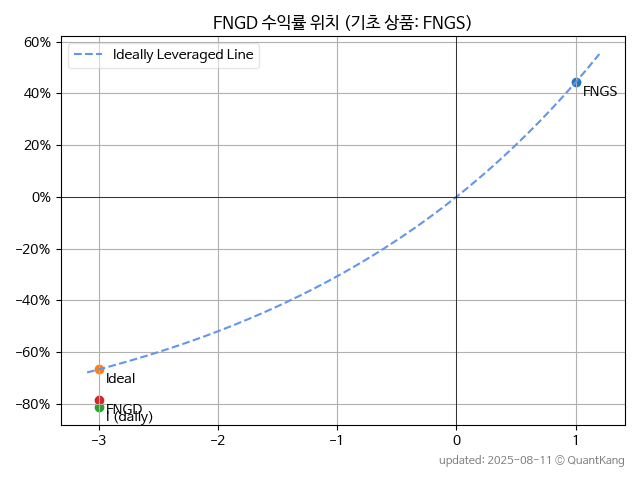 FNGD 수익률 위치 (기초 상품: FNGS)
Ideally Leveraged Line
60%
40%
20%
0%
−20%
−40%
−60%
−80%
FNGS
Ideal
FNGD
I (daily)
−3
−2
−1
0
1
updated: 2025-08-11 © QuantKang